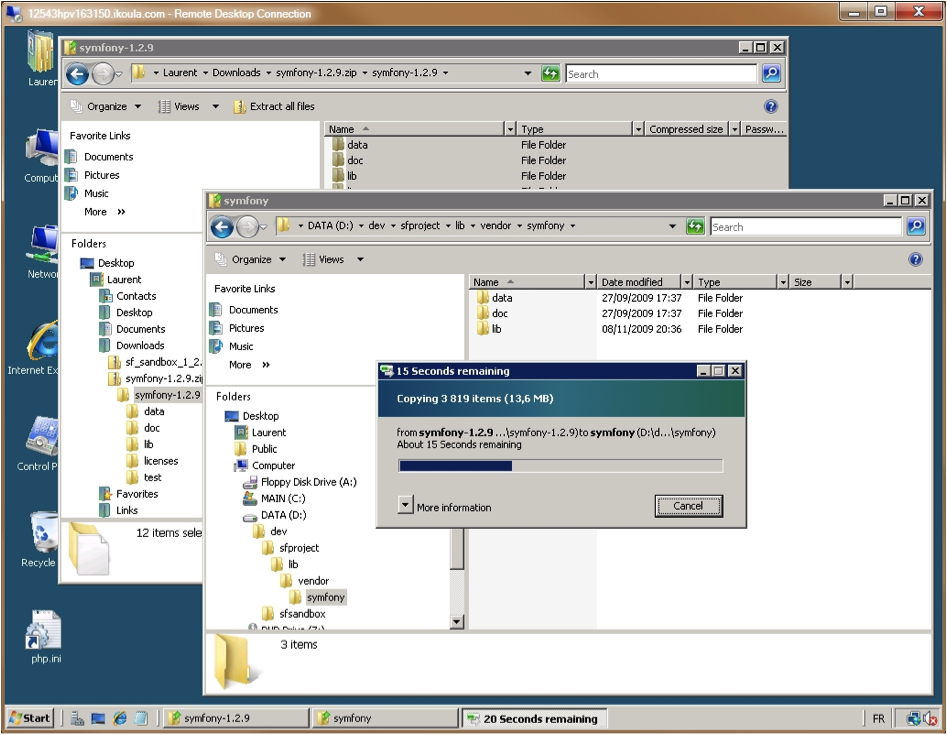 12543hpv163150.ikoula.com - Remote Desktop Connection
Lauren
Comput
Networ
Internet Ex
Control P
Recycle
php.ini
symfony-1.2.9
Laurent Downloads symfony-1.2.9.zip symfony-1.2.9
Search
Organize Views Extract all files
Favorite Links
Documents
Pictures
Music
More »
Folders
Desktop
Laurent
Contacts
Desktop
Documents
Downloads
sf_sandbox_1_2.
symfony-1.2.9.zi
symfony-1.2.9
data
doc
lib
licenses
test
Favorites
Links
12 items sele
Name Type Compressed size Passw...
data File Folder
doc File Folder
lib File Folder
symfony
DATA (D:) dev sfproject lib vendor symfony
Search
Organize Views
Favorite Links
Documents
Pictures
Music
More »
Folders
Desktop
Laurent
Public
Computer
Floppy Disk Drive (A:)
MAIN (C:)
DATA (D:)
dev
sfproject
lib
vendor
symfony
sfsandbox
3 items
Name Date modified Type Size
data 27/09/2009 17:37 File Folder
doc 27/09/2009 17:37 File Folder
lib 08/11/2009 20:36 File Folder
15 Seconds remaining
Copying 3 819 items (13,6 MB)
from symfony-1.2.9 ...\symfony-1.2.9)to symfony (D:\d...\symfony)
About 15 Seconds remaining
More information
Cancel
Start symfony-1.2.9 symfony 20 Seconds remaining FR